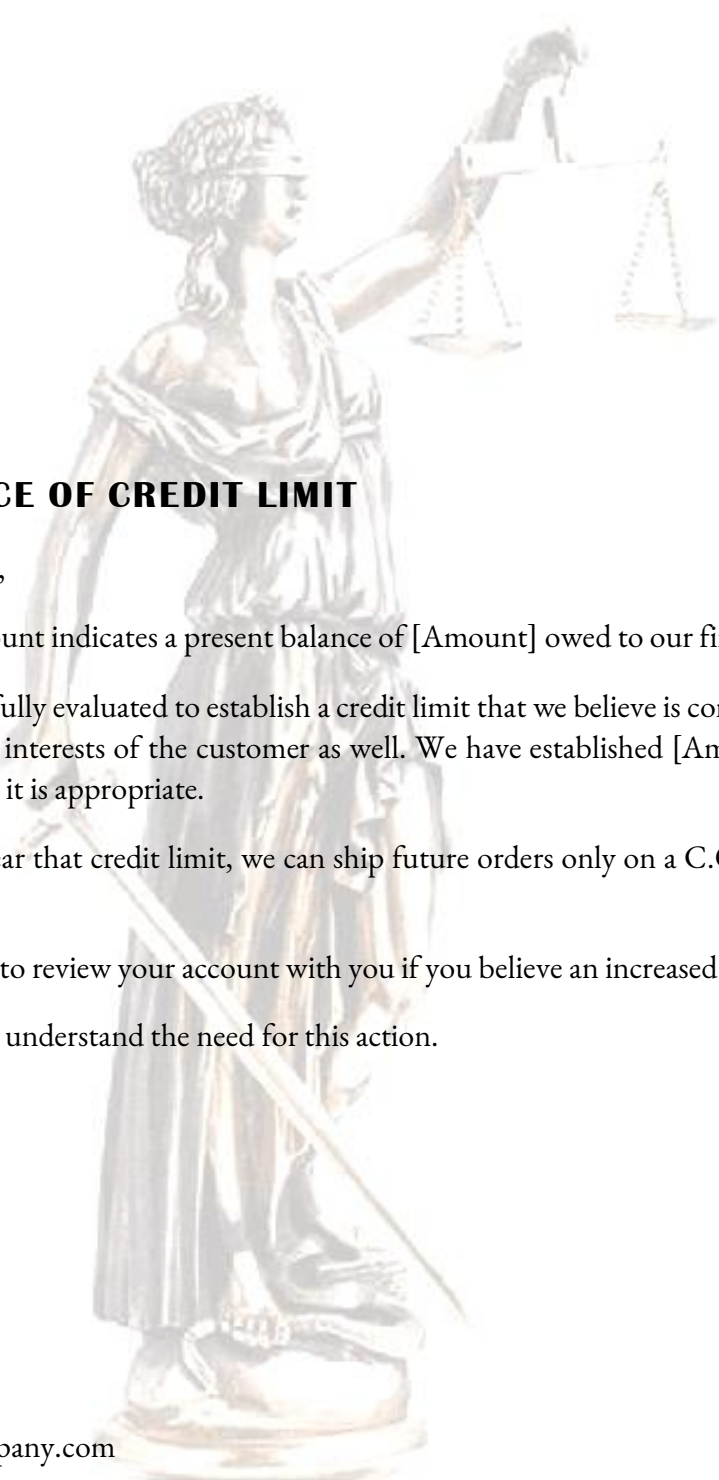 CE OF CREDIT LIMIT
,
ount indicates a present balance of [Amount] owed to our fi
fully evaluated to establish a credit limit that we believe is co
interests of the customer as well. We have established [Am
it is appropriate.
ear that credit limit, we can ship future orders only on a C.
to review your account with you if you believe an increased
understand the need for this action.
pany.com